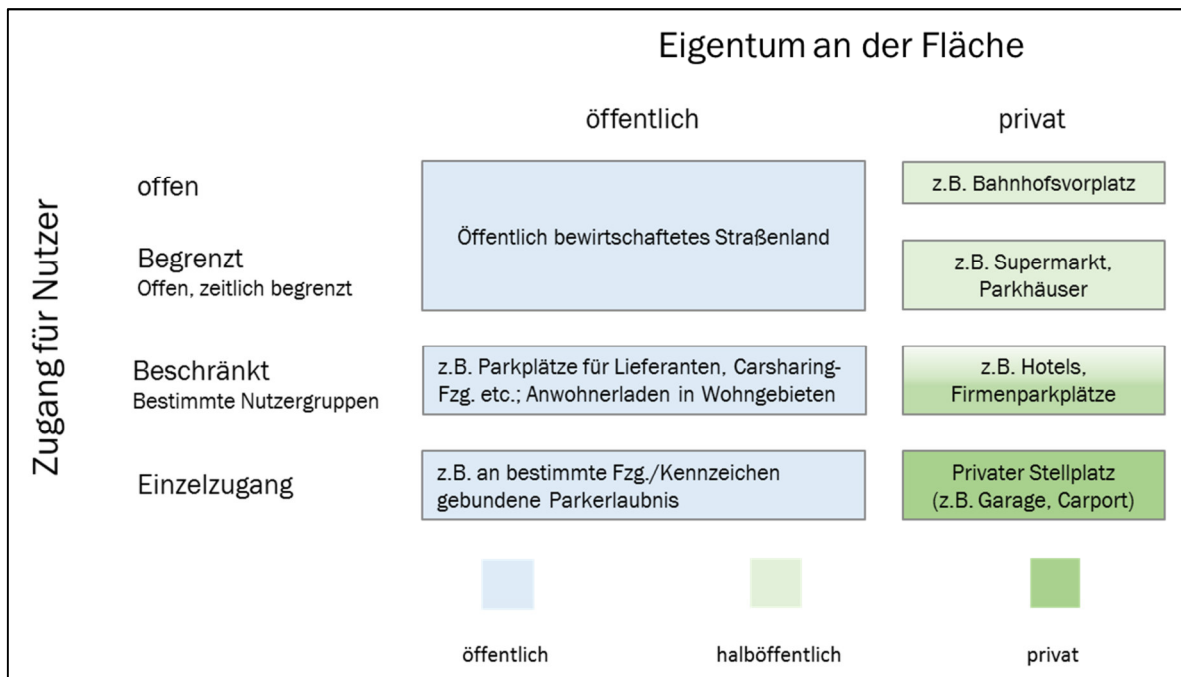 Eigentum an der Fläche
öffentlich
privat
Zugang für Nutzer
offen
Öffentlich bewirtschaftetes Straßenland
z.B. Bahnhofsvorplatz
Begrenzt
Offen, zeitlich begrenzt
z.B. Supermarkt,
Parkhäuser
Beschränkt
Bestimmte Nutzergruppen
z.B. Parkplätze für Lieferanten, Carsharing-
Fzg. etc.; Anwohnerladen in Wohngebieten
z.B. Hotels,
Firmenparkplätze
Einzelzugang
z.B. an bestimmte Fzg./Kennzeichen
gebundene Parkerlaubnis
Privater Stellplatz
(z.B. Garage, Carport)
öffentlich
halböffentlich
privat